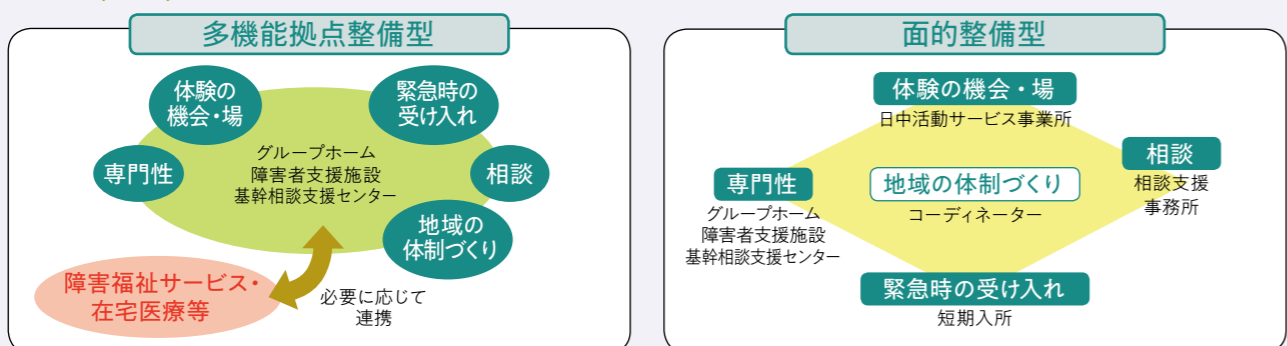 多機能拠点整備型
体験の
機会・場
緊急時の
受け入れ
専門性
グループホーム
障害者支援施設
基幹相談支援センター
相談
地域の
体制づくり
障害福祉サービス・
在宅医療等
必要に応じて
連携
面的整備型
体験の機会・場
日中活動サービス事業所
相談
相談支援
事務所
専門性
グループホーム
障害者支援施設
基幹相談支援センター
地域の体制づくり
コーディネーター
緊急時の受け入れ
短期入所